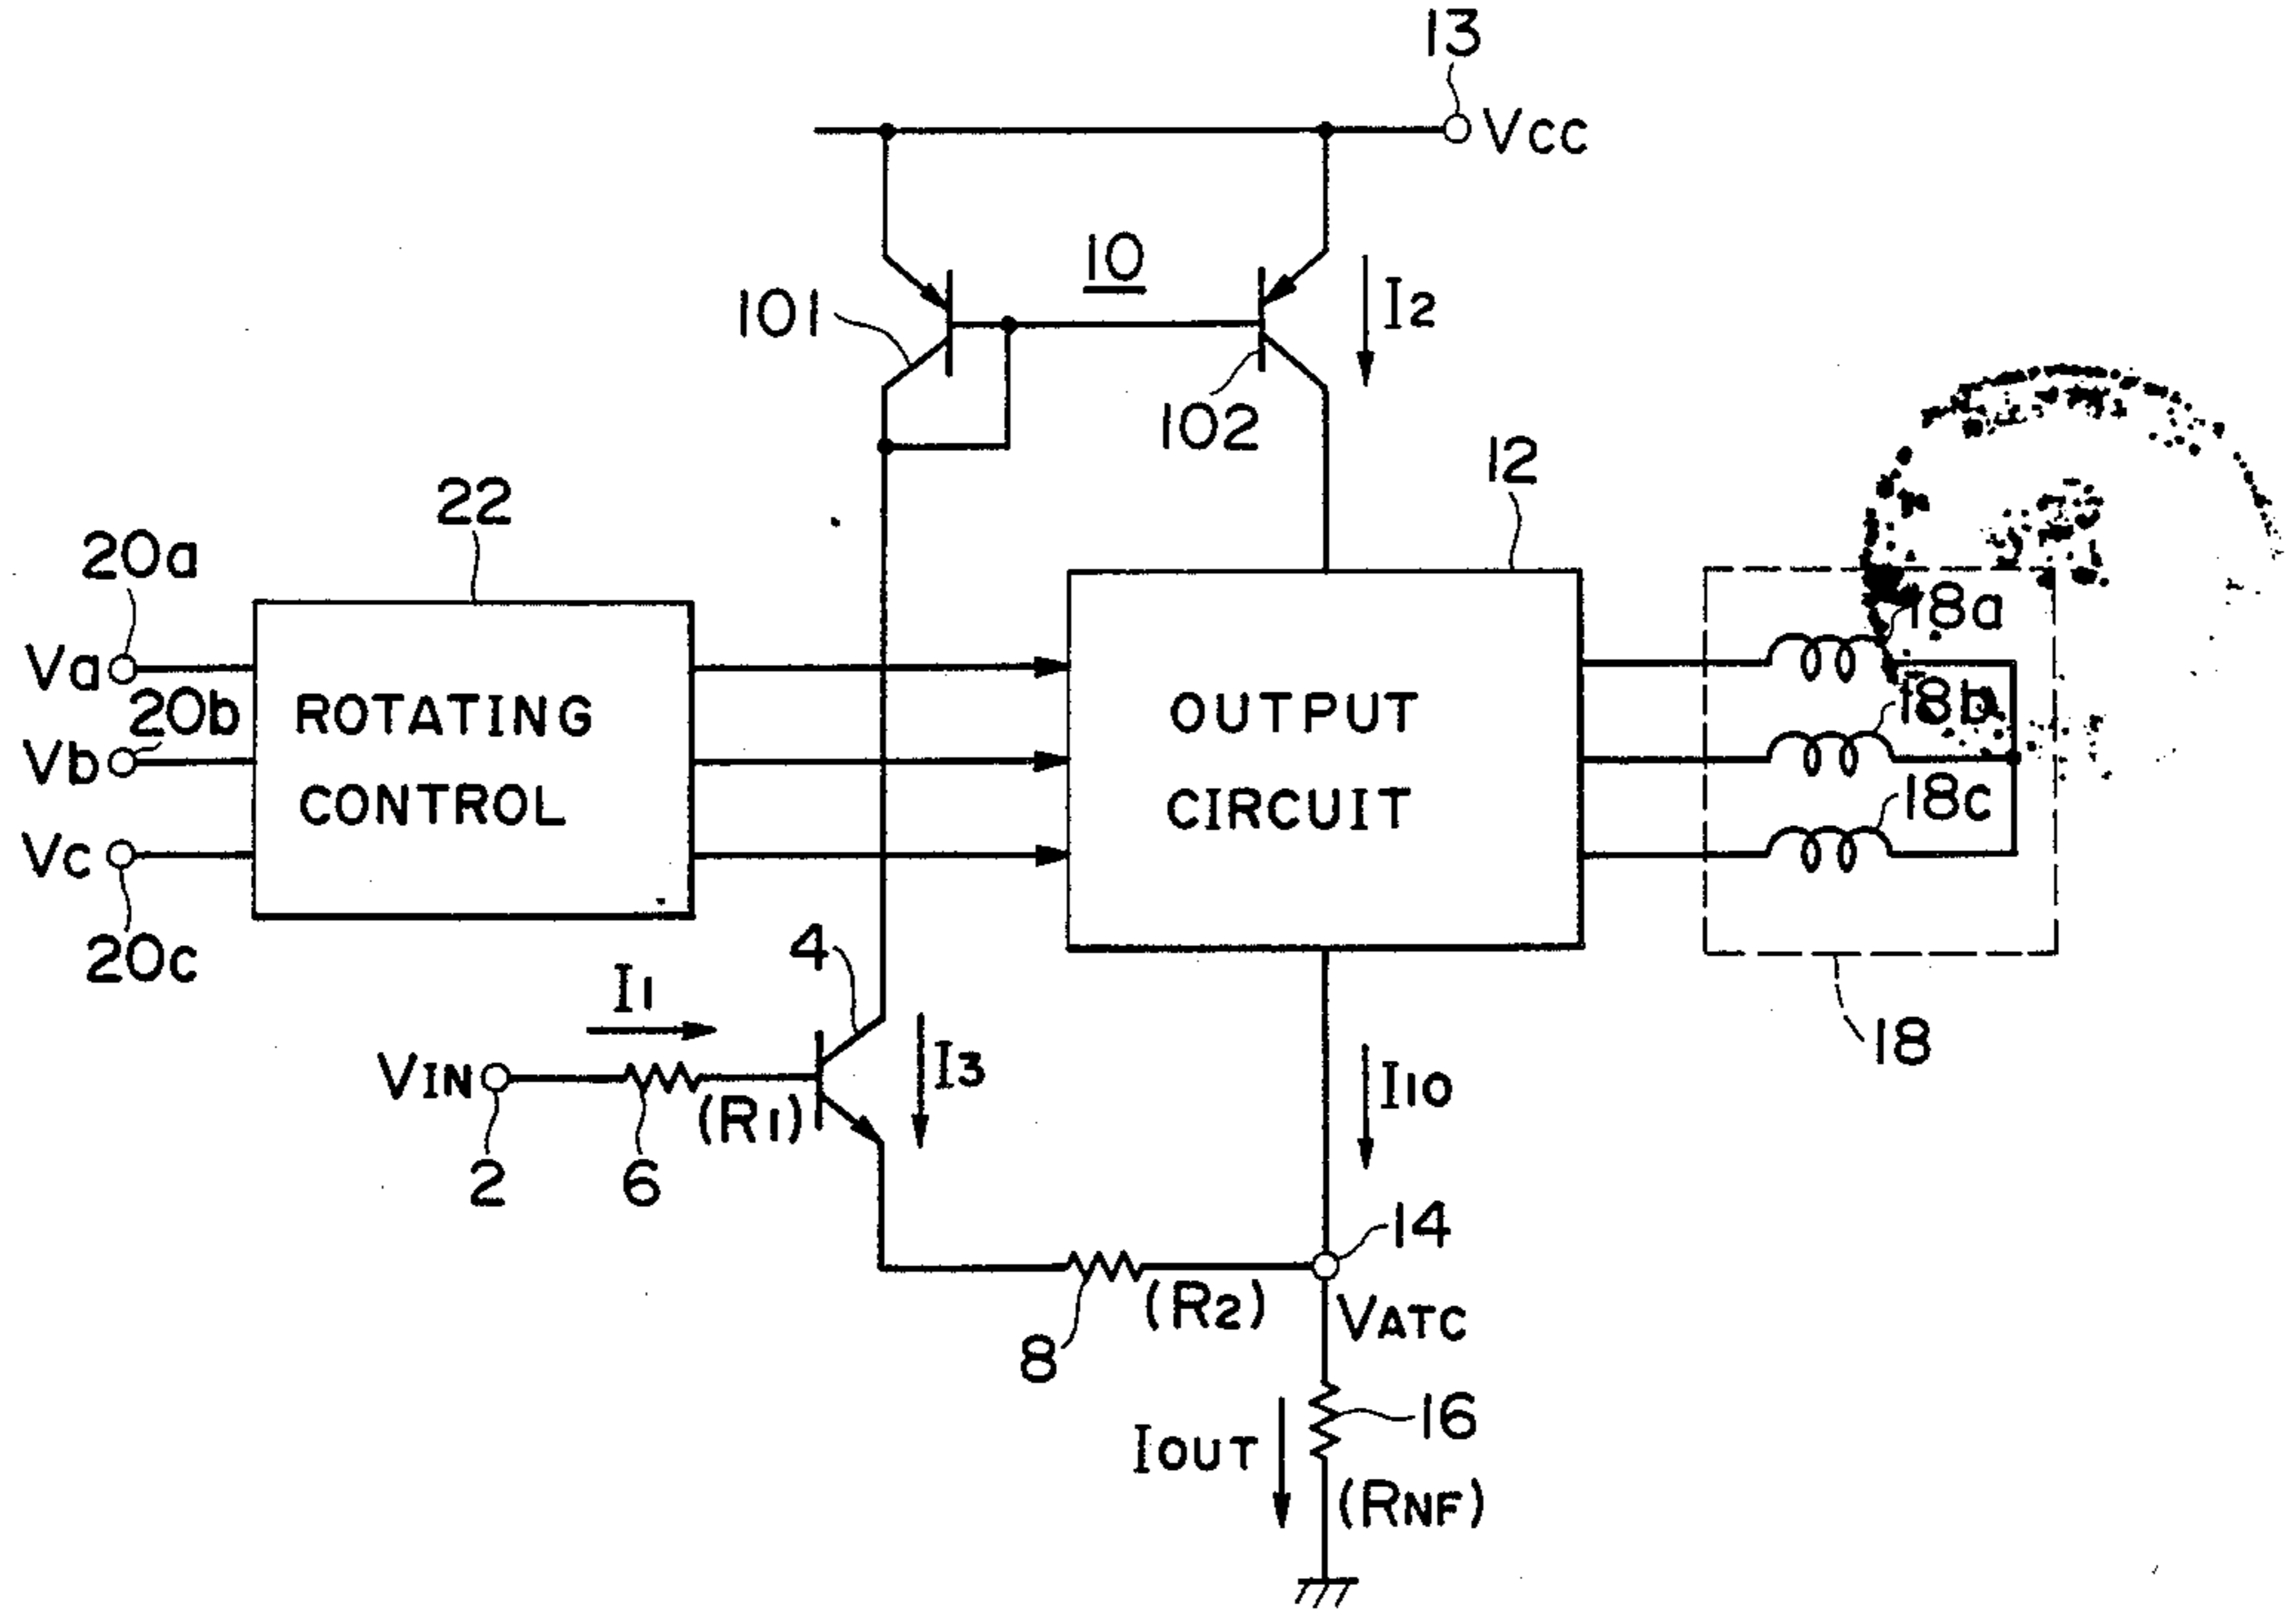 13
VCC
10
I2
101
102
12
22
20a
18a
Va
20b
ROTATING
CONTROL
OUTPUT
CIRCUIT
18b
Vb
18c
Vc
20c
4
I1
18
I3
I10
VIN
(R1)
2
6
14
(R2)
VATC
8
16
IOUT
(RNF)